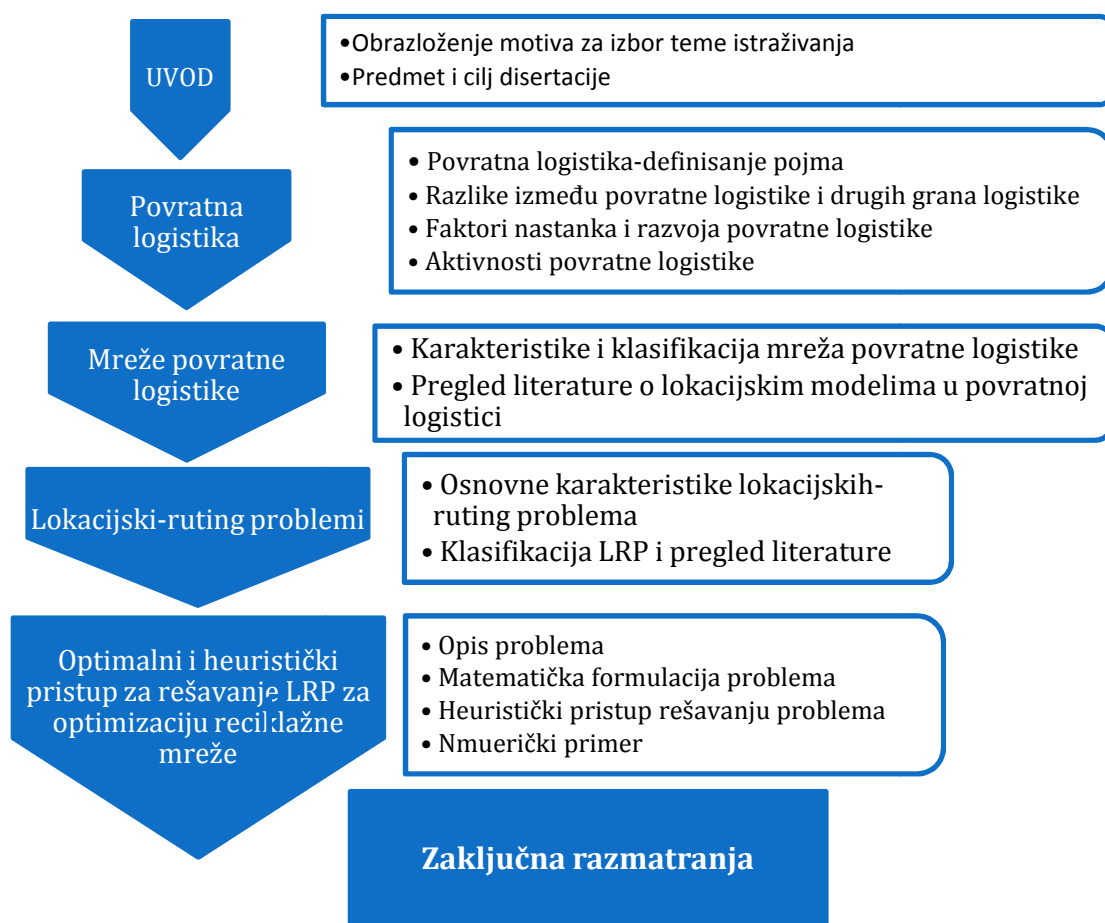 UVOD
•Obrazloženje motiva za izbor teme istraživanja
•Predmet i cilj disertacije
Povratna
logistika
• Povratna logistika-definisanje pojma
• Razlike između povratne logistike i drugih grana logistike
• Faktori nastanka i razvoja povratne logistike
• Aktivnosti povratne logistike
Mreže povratne
logistike
• Karakteristike i klasifikacija mreža povratne logistike
• Pregled literature o lokacijskim modelima u povratnoj
logistici
Lokacijski-ruting problemi
• Osnovne karakteristike lokacijskih-
ruting problema
• Klasifikacija LRP i pregled literature
Optimalni i heuristički
pristup za rešavanje LRP za
optimizaciju reciklažne
mreže
• Opis problema
• Matematička formulacija problema
• Heuristički pristup rešavanju problema
• Nmuerički primer
Zaključna razmatranja